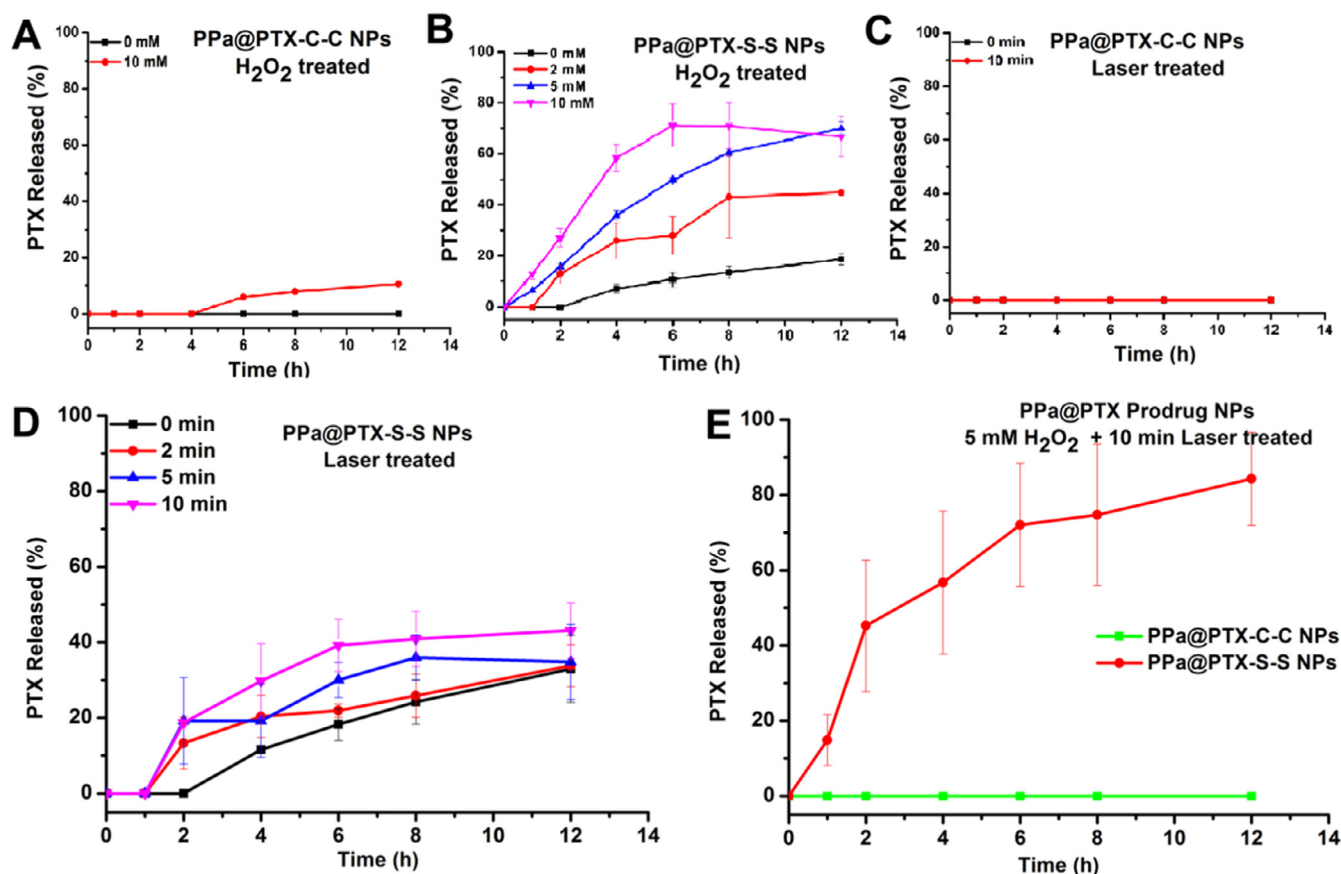 A
0 mM
10 mM
PPa@PTX-C-C NPs
H2O2 treated
PTX Released (%)
100
80
60
40
20
0
0 2 4 6 8 10 12 14
Time (h)
B
0 mM
2 mM
5 mM
10 mM
PPa@PTX-S-S NPs
H2O2 treated
PTX Released (%)
100
80
60
40
20
0
0 2 4 6 8 10 12 14
Time (h)
C
0 min
10 min
PPa@PTX-C-C NPs
Laser treated
PTX Released (%)
100
80
60
40
20
0
0 2 4 6 8 10 12 14
Time (h)
D
0 min
2 min
5 min
10 min
PPa@PTX-S-S NPs
Laser treated
PTX Released (%)
100
80
60
40
20
0
0 2 4 6 8 10 12 14
Time (h)
E
PPa@PTX Prodrug NPs
5 mM H2O2 + 10 min Laser treated
PTX Released (%)
100
80
60
40
20
0
PPa@PTX-C-C NPs
PPa@PTX-S-S NPs
0 2 4 6 8 10 12 14
Time (h)